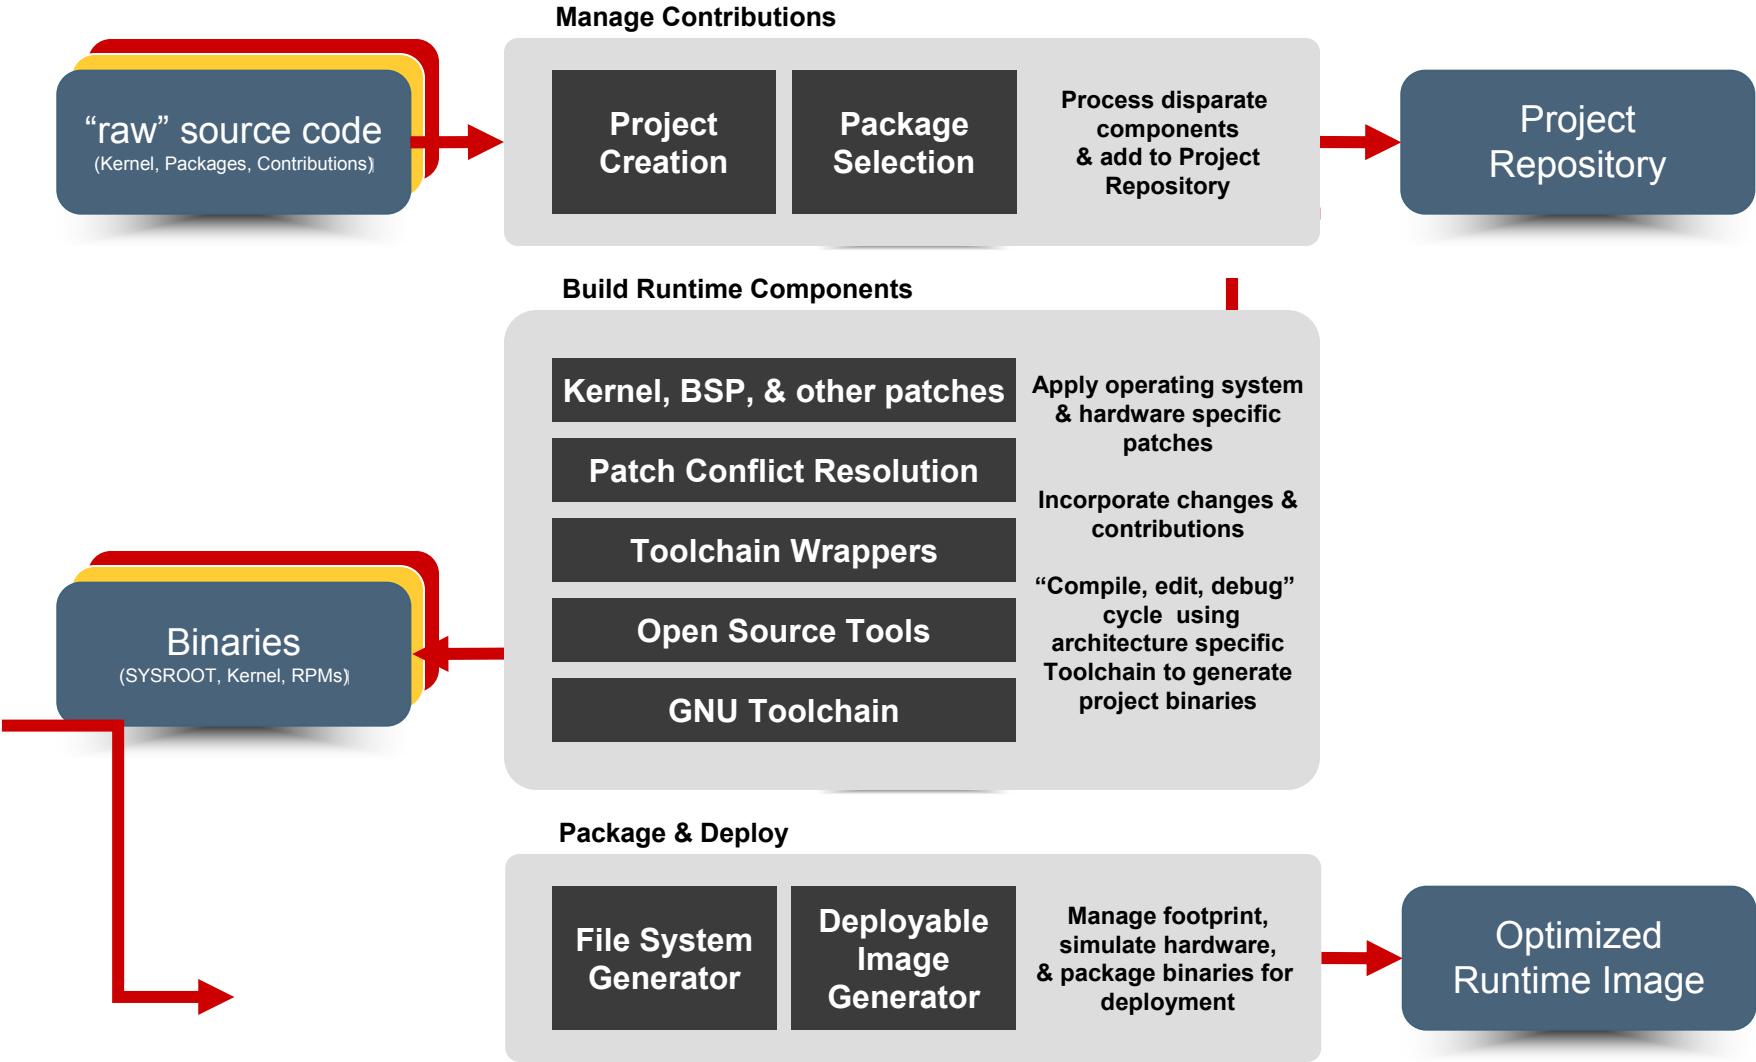 Manage Contributions
“raw” source code
(Kernel, Packages, Contributions)
Project
Creation
Package
Selection
Process disparate
components
& add to Project
Repository
Project
Repository
Build Runtime Components
Kernel, BSP, & other patches
Patch Conflict Resolution
Toolchain Wrappers
Open Source Tools
GNU Toolchain
Apply operating system
& hardware specific
patches
Incorporate changes &
contributions
“Compile, edit, debug”
cycle using
architecture specific
Toolchain to generate
project binaries
Binaries
(SYSROOT, Kernel, RPMs)
Package & Deploy
File System
Generator
Deployable
Image
Generator
Manage footprint,
simulate hardware,
& package binaries for
deployment
Optimized
Runtime Image